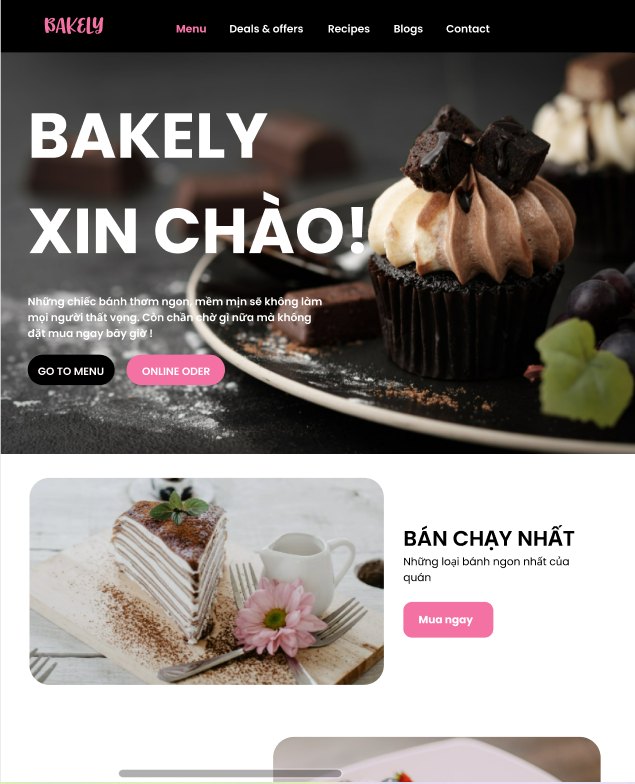 BAKELY
Menu Deals & offers Recipes Blogs Contact
BAKELY
XIN CHÀO!
Những chiếc bánh thơm ngon, mềm mịn sẽ không làm
mọi người thất vọng. Còn chần chờ gì nữa mà không
đặt mua ngay bây giờ !
GO TO MENU ONLINE ODER
BÁN CHẠY NHẤT
Những loại bánh ngon nhất của
quán
Mua ngay